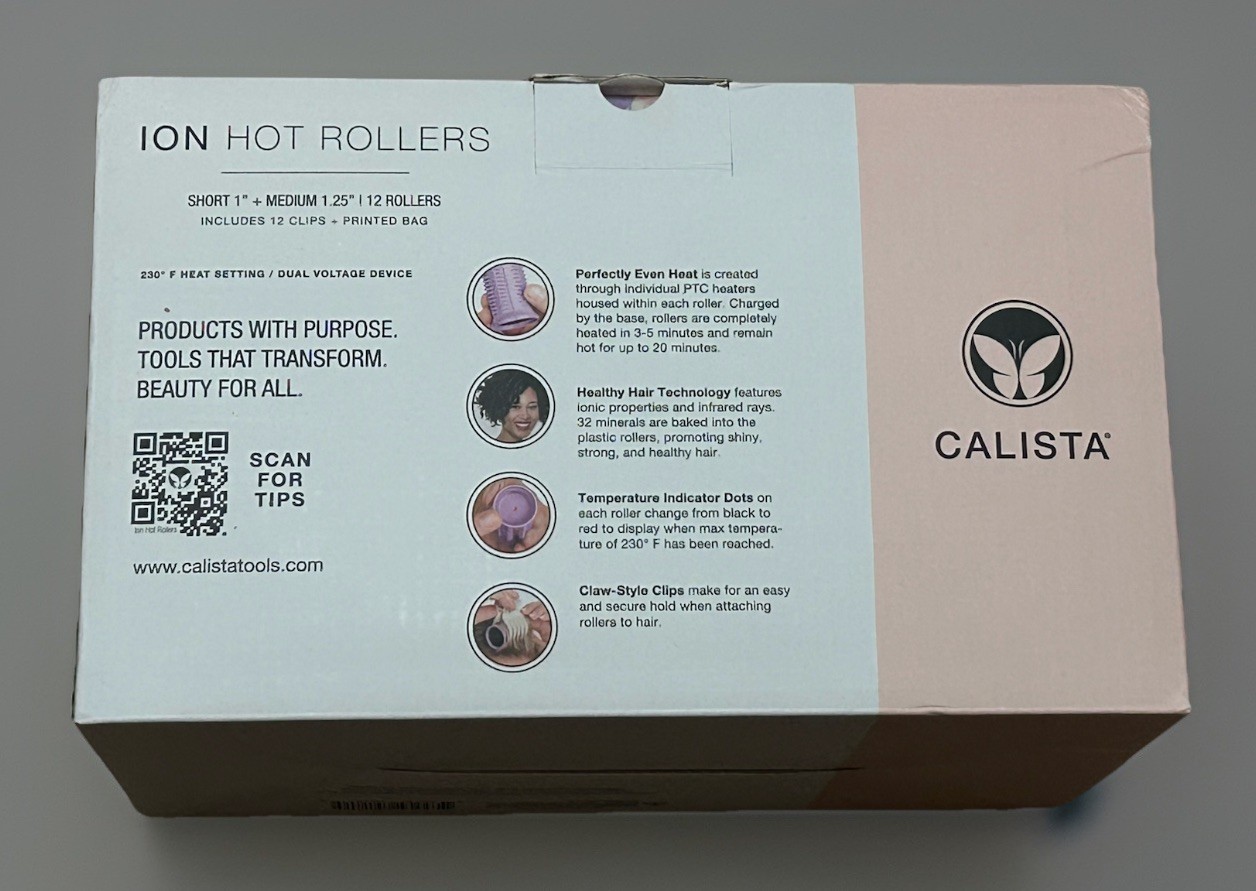 ION HOT ROLLERS
SHORT 1" + MEDIUM 1.25" | 12 ROLLERS
INCLUDES 12 CLIPS + PRINTED BAG
230° F HEAT SETTING / DUAL VOLTAGE DEVICE
PRODUCTS WITH PURPOSE.
TOOLS THAT TRANSFORM.
BEAUTY FOR ALL.
Ion Hot Rollers
SCAN
FOR
TIPS
www.calistatools.com
Perfectly Even Heat is created
through individual PTC heaters
housed within each roller. Charged
by the base, rollers are completely
heated in 3-5 minutes and remain
hot for up to 20 minutes.
Healthy Hair Technology features
ionic properties and infrared rays.
32 minerals are baked into the
plastic rollers, promoting shiny,
strong, and healthy hair.
Temperature Indicator Dots on
each roller change from black to
red to display when max tempera-
ture of 230° F has been reached.
Claw-Style Clips make for an easy
and secure hold when attaching
rollers to hair.
CALISTA®